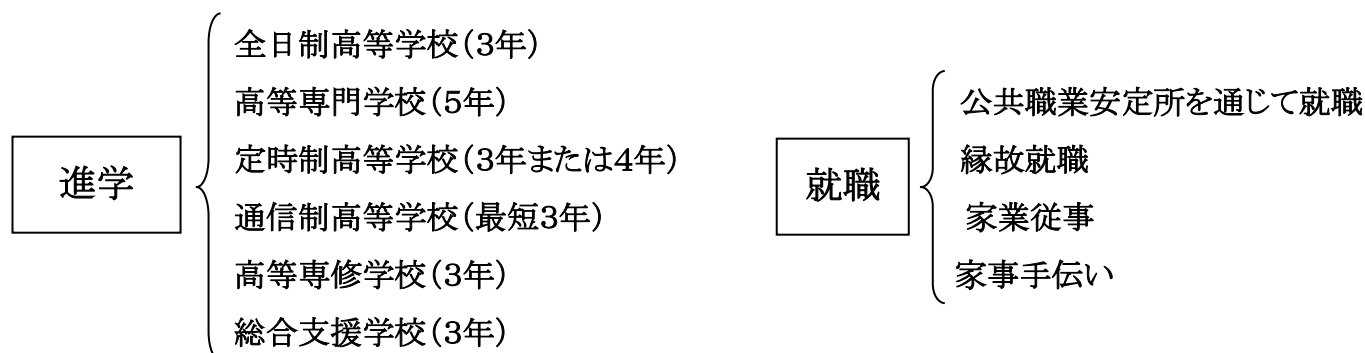 進学
全日制高等学校（3年）
高等専門学校（5年）
定時制高等学校（3年または4年）
通信制高等学校（最短3年）
高等専修学校（3年）
総合支援学校（3年）
就職
公共職業安定所を通じて就職
縁故就職
家業従事
家事手伝い